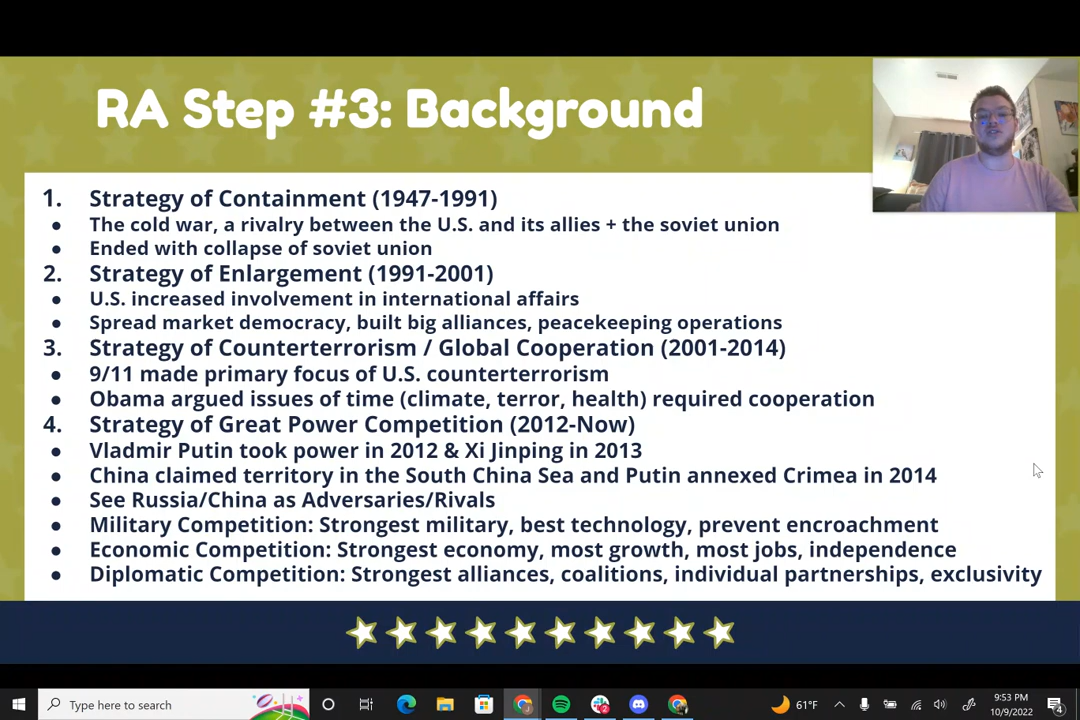 RA Step #3: Background
1. Strategy of Containment (1947-1991)
● The cold war, a rivalry between the U.S. and its allies + the soviet union
● Ended with collapse of soviet union
2. Strategy of Enlargement (1991-2001)
● U.S. increased involvement in international affairs
● Spread market democracy, built big alliances, peacekeeping operations
3. Strategy of Counterterrorism / Global Cooperation (2001-2014)
● 9/11 made primary focus of U.S. counterterrorism
● Obama argued issues of time (climate, terror, health) required cooperation
4. Strategy of Great Power Competition (2012-Now)
● Vladmir Putin took power in 2012 & Xi Jinping in 2013
● China claimed territory in the South China Sea and Putin annexed Crimea in 2014
● See Russia/China as Adversaries/Rivals
● Military Competition: Strongest military, best technology, prevent encroachment
● Economic Competition: Strongest economy, most growth, most jobs, independence
● Diplomatic Competition: Strongest alliances, coalitions, individual partnerships, exclusivity
Type here to search
61°F
9:53 PM
10/9/2022
4